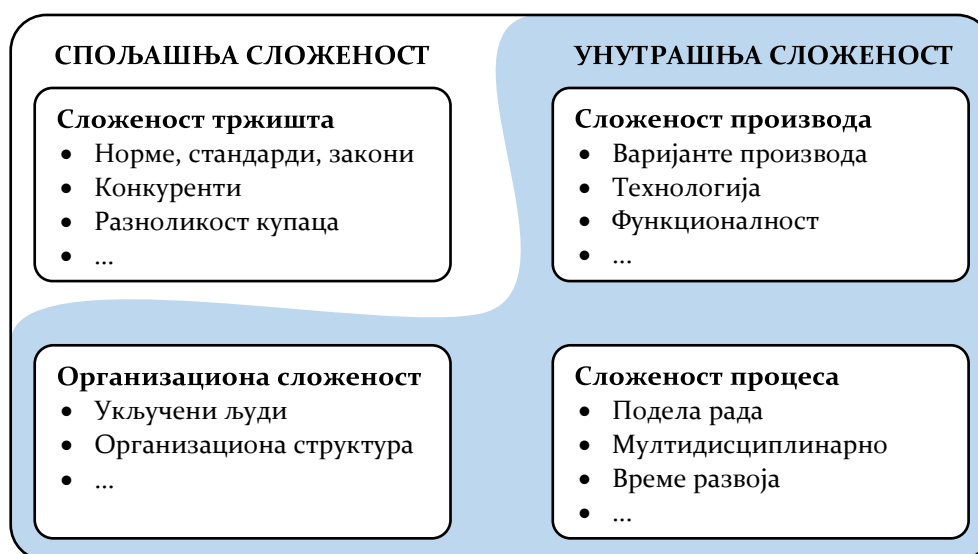 СПОЉАШЊА СЛОЖЕНОСТ
Сложеност тржишта
• Норме, стандарди, закони
• Конкуренти
• Разноликост купаца
• ...
УНУТРАШЊА СЛОЖЕНОСТ
Сложеност производа
• Варијанте производа
• Технологија
• Функционалност
• ...
Организациона сложеност
• Укључени људи
• Организациона структура
• ...
Сложеност процеса
• Подела рада
• Мултидисциплинарно
• Време развоја
• ...